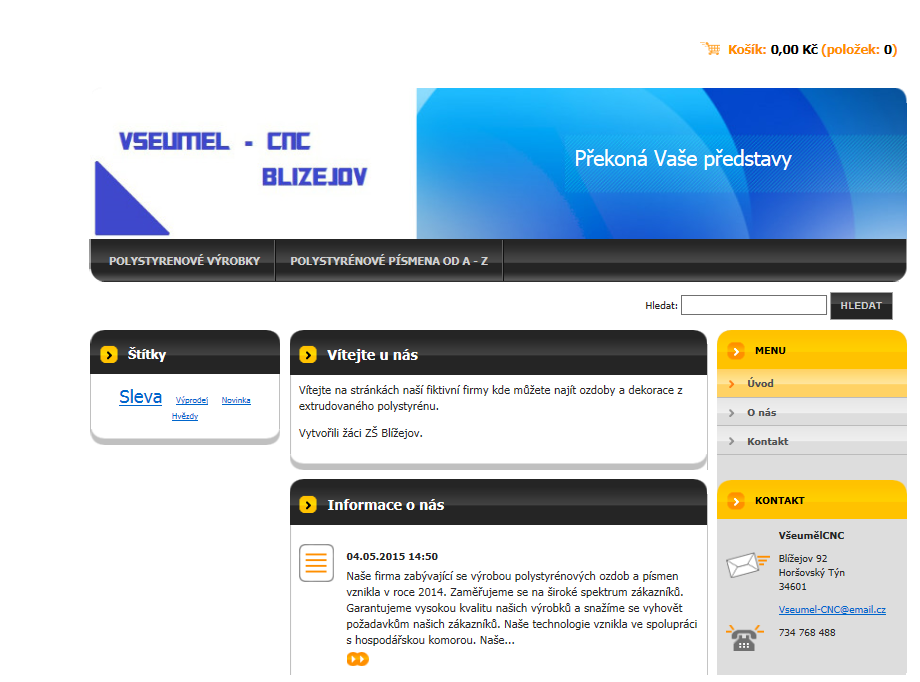 Košík: 0,00 Kč (položek: 0)
VSEUMEL - CNC
BLIZEJOV
Překoná Vaše představy
POLYSTYRENOVÉ VÝROBKY
POLYSTYRÉNOVÉ PÍSMENA OD A - Z
Hledat:
HLEDAT
Štítky
Sleva Výprodej Novinka
Hvězdy
Vítejte u nás
Vítejte na stránkách naší fiktivní firmy kde můžete najít ozdoby a dekorace z
extrudovaného polystyrénu.
Vytvořili žáci ZŠ Blížejov.
Informace o nás
04.05.2015 14:50
Naše firma zabývající se výrobou polystyrénových ozdob a písmen
vznikla v roce 2014. Zaměřujeme se na široké spektrum zákazníků.
Garantujeme vysokou kvalitu našich výrobků a snažíme se vyhovět
požadavkům našich zákazníků. Naše technologie vznikla ve spolupráci
s hospodářskou komorou. Naše...
MENU
Úvod
O nás
Kontakt
KONTAKT
VšeumělCNC
Blížejov 92
Horšovský Týn
34601
Vseumel-CNC@email.cz
734 768 488